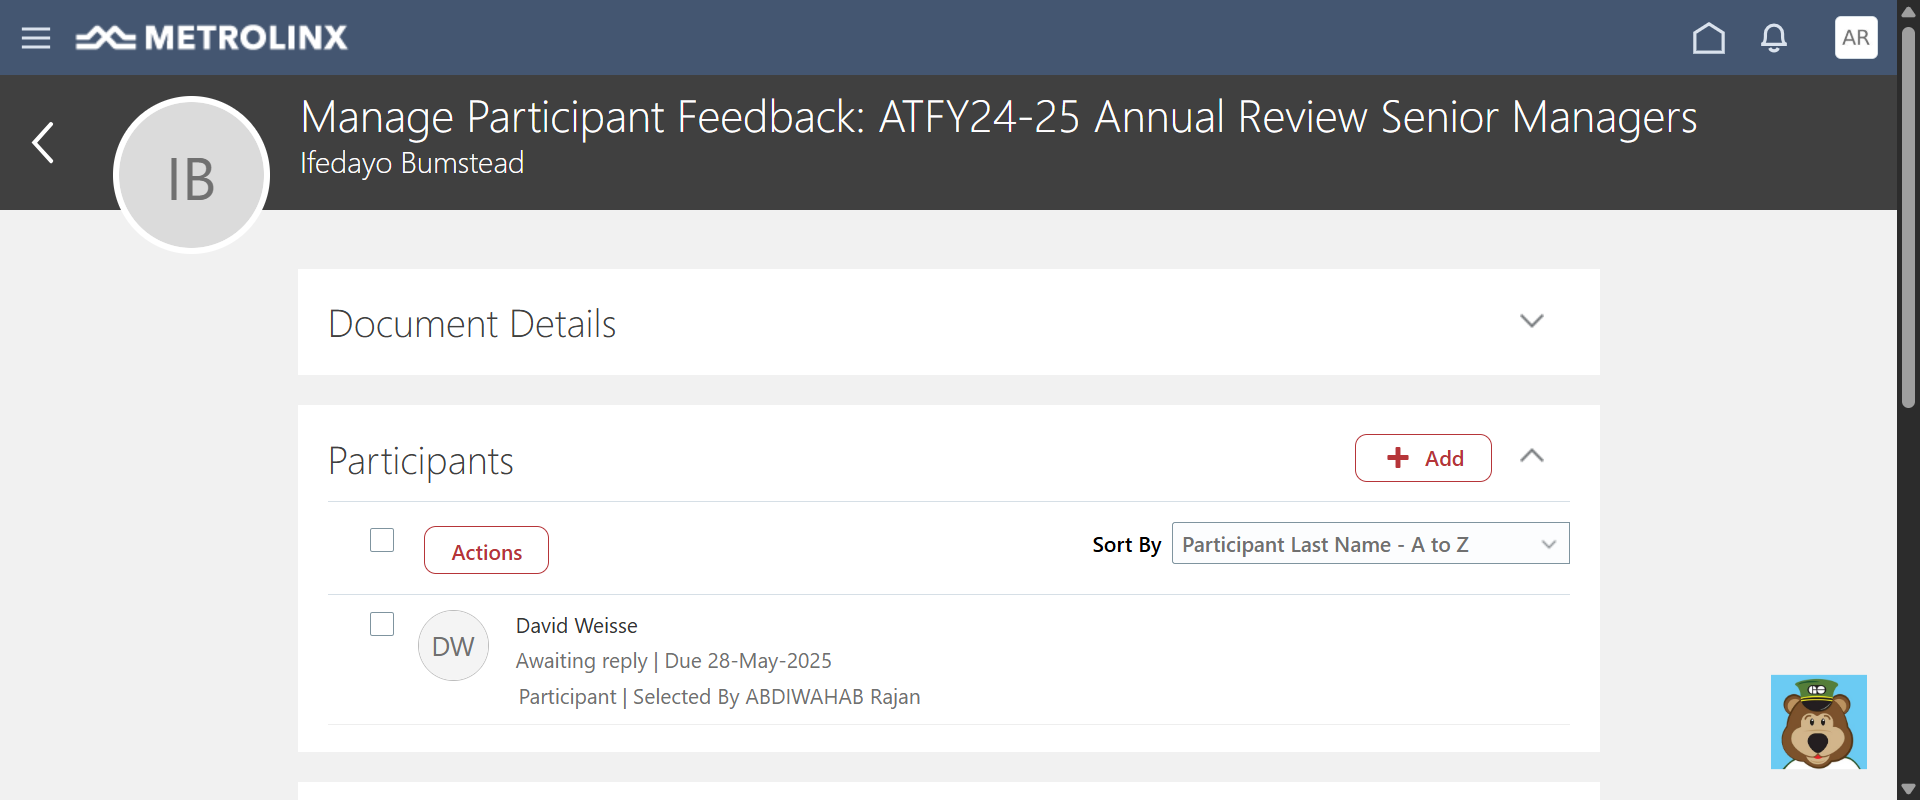 METROLINX
AR
IB
Manage Participant Feedback: ATFY24-25 Annual Review Senior Managers
Ifedayo Bumstead
Document Details
Participants
Add
Actions
Sort By
Participant Last Name - A to Z
DW
David Weisse
Awaiting reply | Due 28-May-2025
Participant | Selected By ABDIWAHAB Rajan
GO